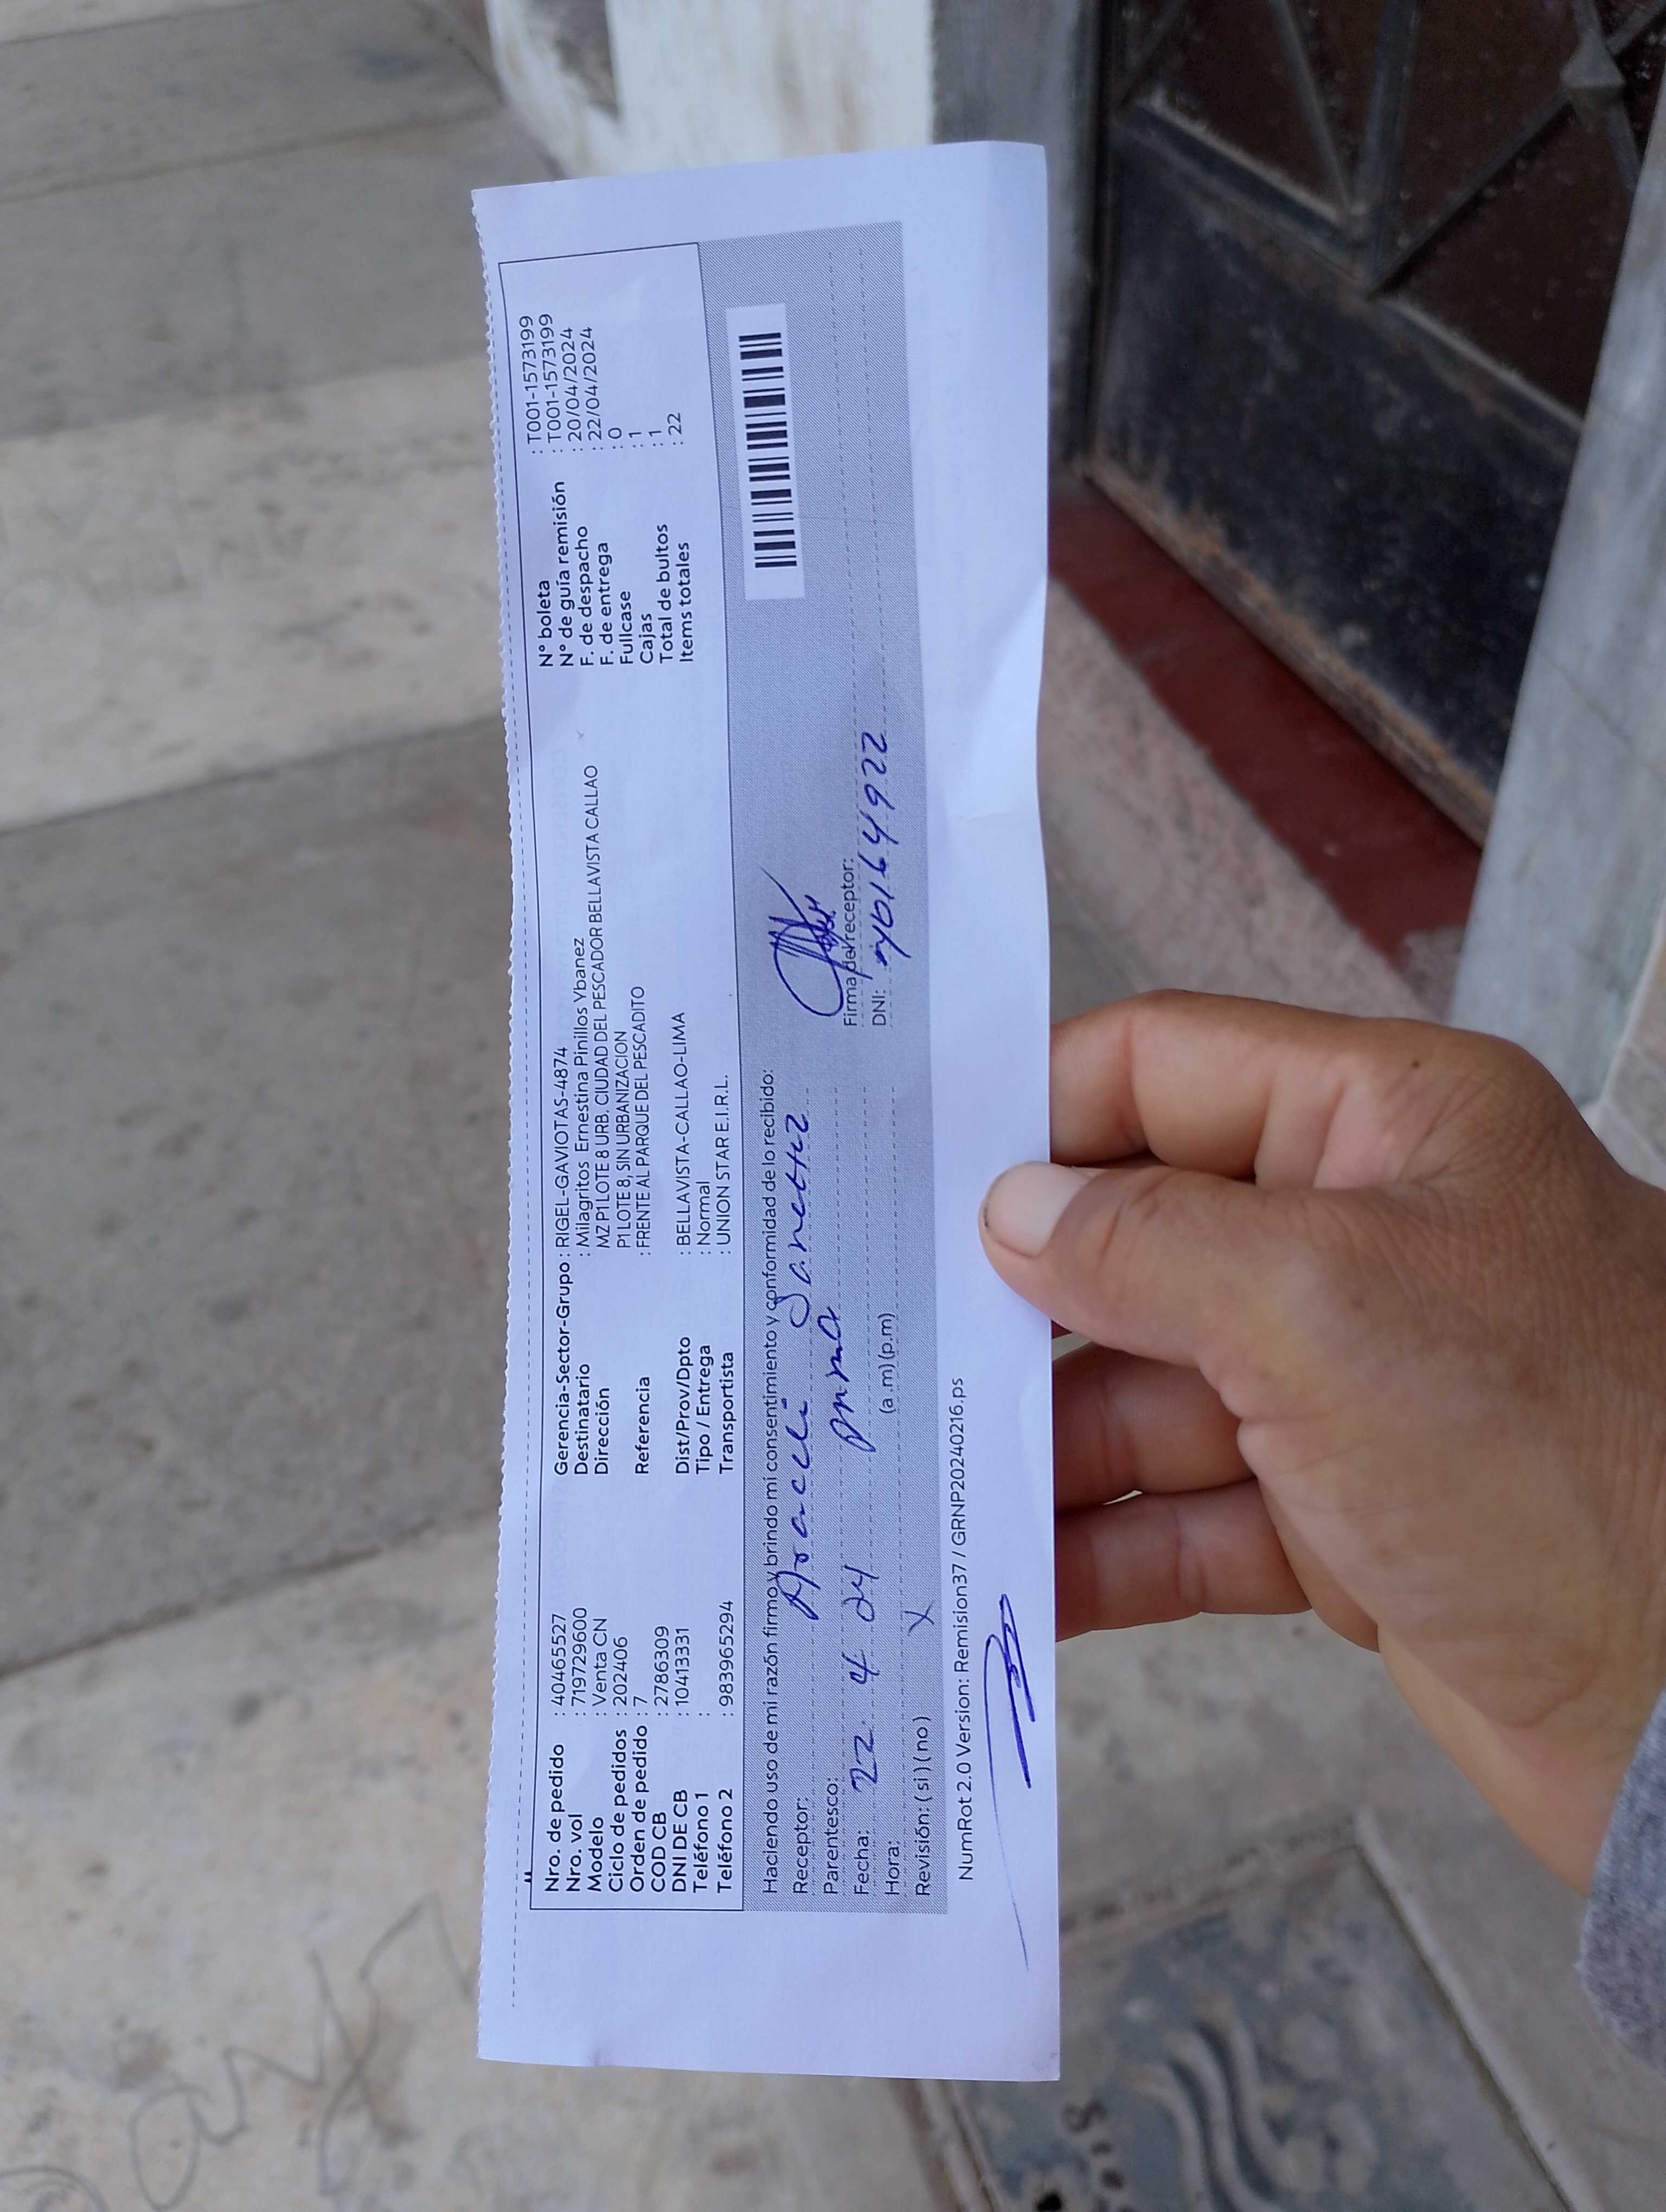 Nro. de pedido : 40465527
Nro. vol : 719729600
Modelo : Venta CN
Ciclo de pedidos : 202406
Orden de pedido : 7
COD CB : 2786309
DNI DE CB : 10413331
Teléfono 1 :
Teléfono 2 : 983965294
Gerencia-Sector-Grupo : RIGEL-GAVIOTAS-4874
Destinatario : Milagritos Ernestina Pinillos Ybanez
Dirección MZ P1 LOTE 8 URB. CIUDAD DEL PESCADOR BELLAVISTA CALLAO
P1 LOTE 8, SIN URBANIZACION
Referencia : FRENTE AL PARQUE DEL PESCADITO
Dist/Prov/Dpto : BELLAVISTA-CALLAO-LIMA
Tipo / Entrega : Normal
Transportista : UNION STAR E.I.R.L.
N° boleta : T001-1573199
N° de guía remisión : T001-1573199
F. de despacho : 20/04/2024
F. de entrega : 22/04/2024
Fullcase : 0
Cajas : 1
Total de bultos : 1
Items totales : 22
Haciendo uso de mi razón firmo y brindo mi consentimiento y conformidad de lo recibido:
Receptor: Araceli Sanchez
Parentesco: prima
Fecha: 22 4 24
Hora: (a.m) (p.m)
Revisión: ( si ) ( no ) X
Firma del receptor:
DNI: 70164922
NumRot 2.0 Version: Remision37 / GRNP20240216.ps